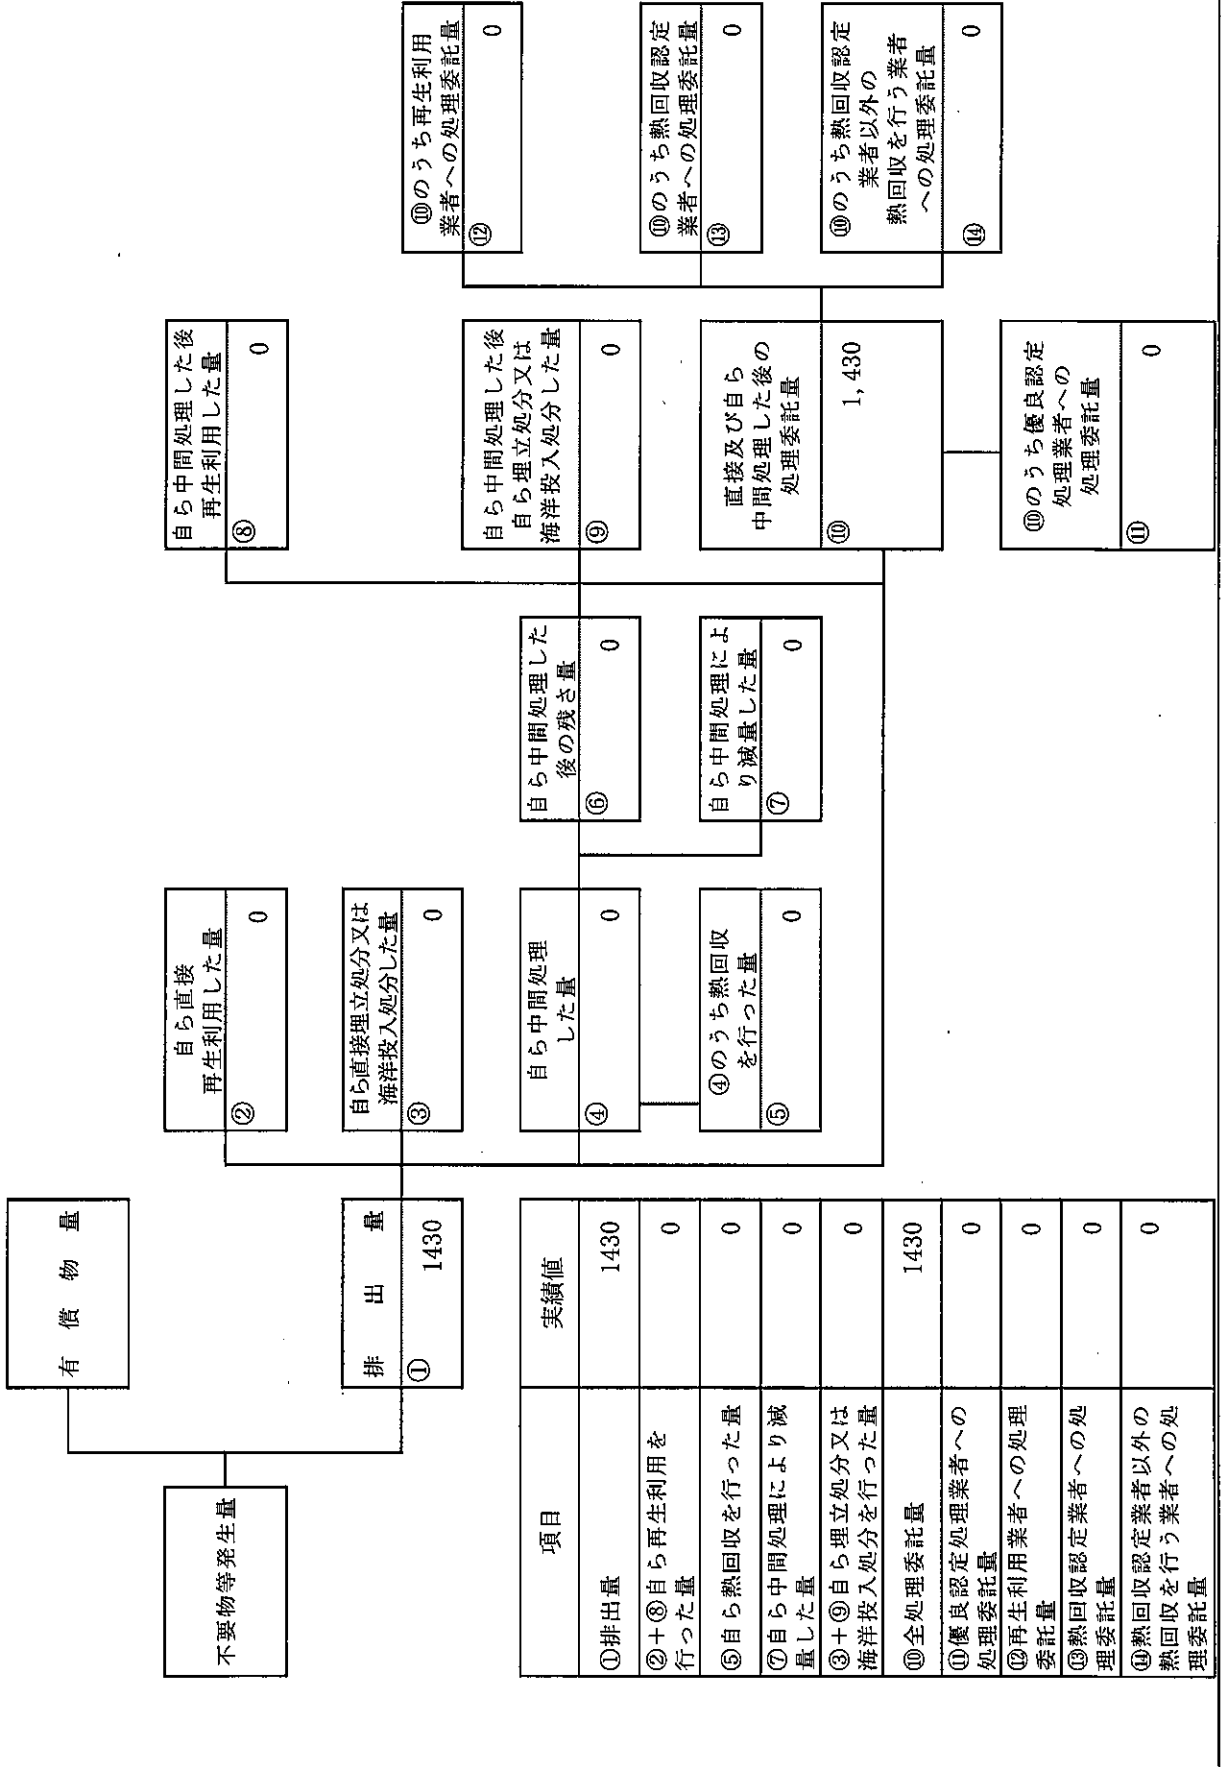 有償物量
不要物等発生量
排出量
① 1430
自ら直接
再生利用した量
② 0
自ら直接埋立処分又は
海洋投入処分した量
③ 0
自ら中間処理
した量
④ 0
④のうち熱回収
を行った量
⑤ 0
自ら中間処理した
後の残さ量
⑥ 0
自ら中間処理によ
り減量した量
⑦ 0
自ら中間処理した後
再生利用した量
⑧ 0
自ら中間処理した後
自ら埋立処分又は
海洋投入処分した量
⑨ 0
直接及び自ら
中間処理した後の
処理委託量
⑩ 1,430
⑩のうち優良認定
処理業者への
処理委託量
⑪ 0
⑩のうち再生利用
業者への処理委託量
⑫ 0
⑩のうち熱回収認定
業者への処理委託量
⑬ 0
⑩のうち熱回収認定
業者以外の
熱回収を行う業者
への処理委託量
⑭ 0
項目 実績値
①排出量 1430
②+⑧自ら再生利用を
行った量 0
⑤自ら熱回収を行った量 0
⑦自ら中間処理により減
量した量 0
③+⑨自ら埋立処分又は
海洋投入処分を行った量 0
⑩全処理委託量 1430
⑪優良認定処理業者への
処理委託量 0
⑫再生利用業者への処理
委託量 0
⑬熱回収認定業者への処
理委託量 0
⑭熱回収認定業者以外の
熱回収を行う業者への処
理委託量 0